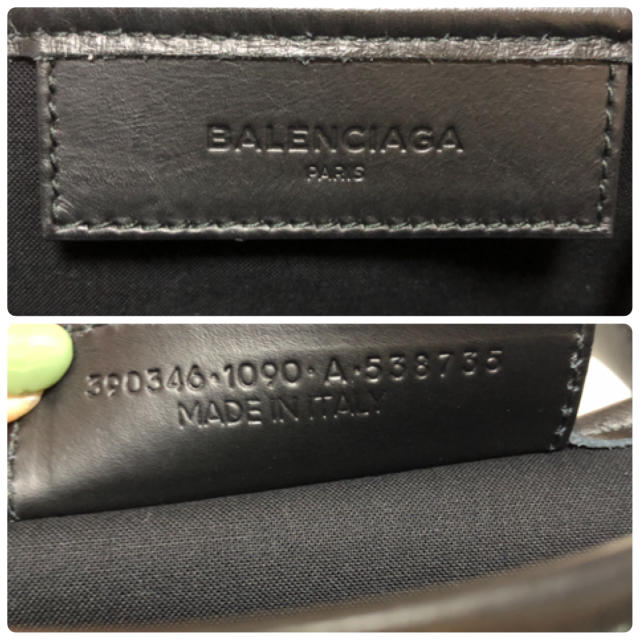 BALENCIAGA
PARIS
390346·1090·A·538735
MADE IN ITALY